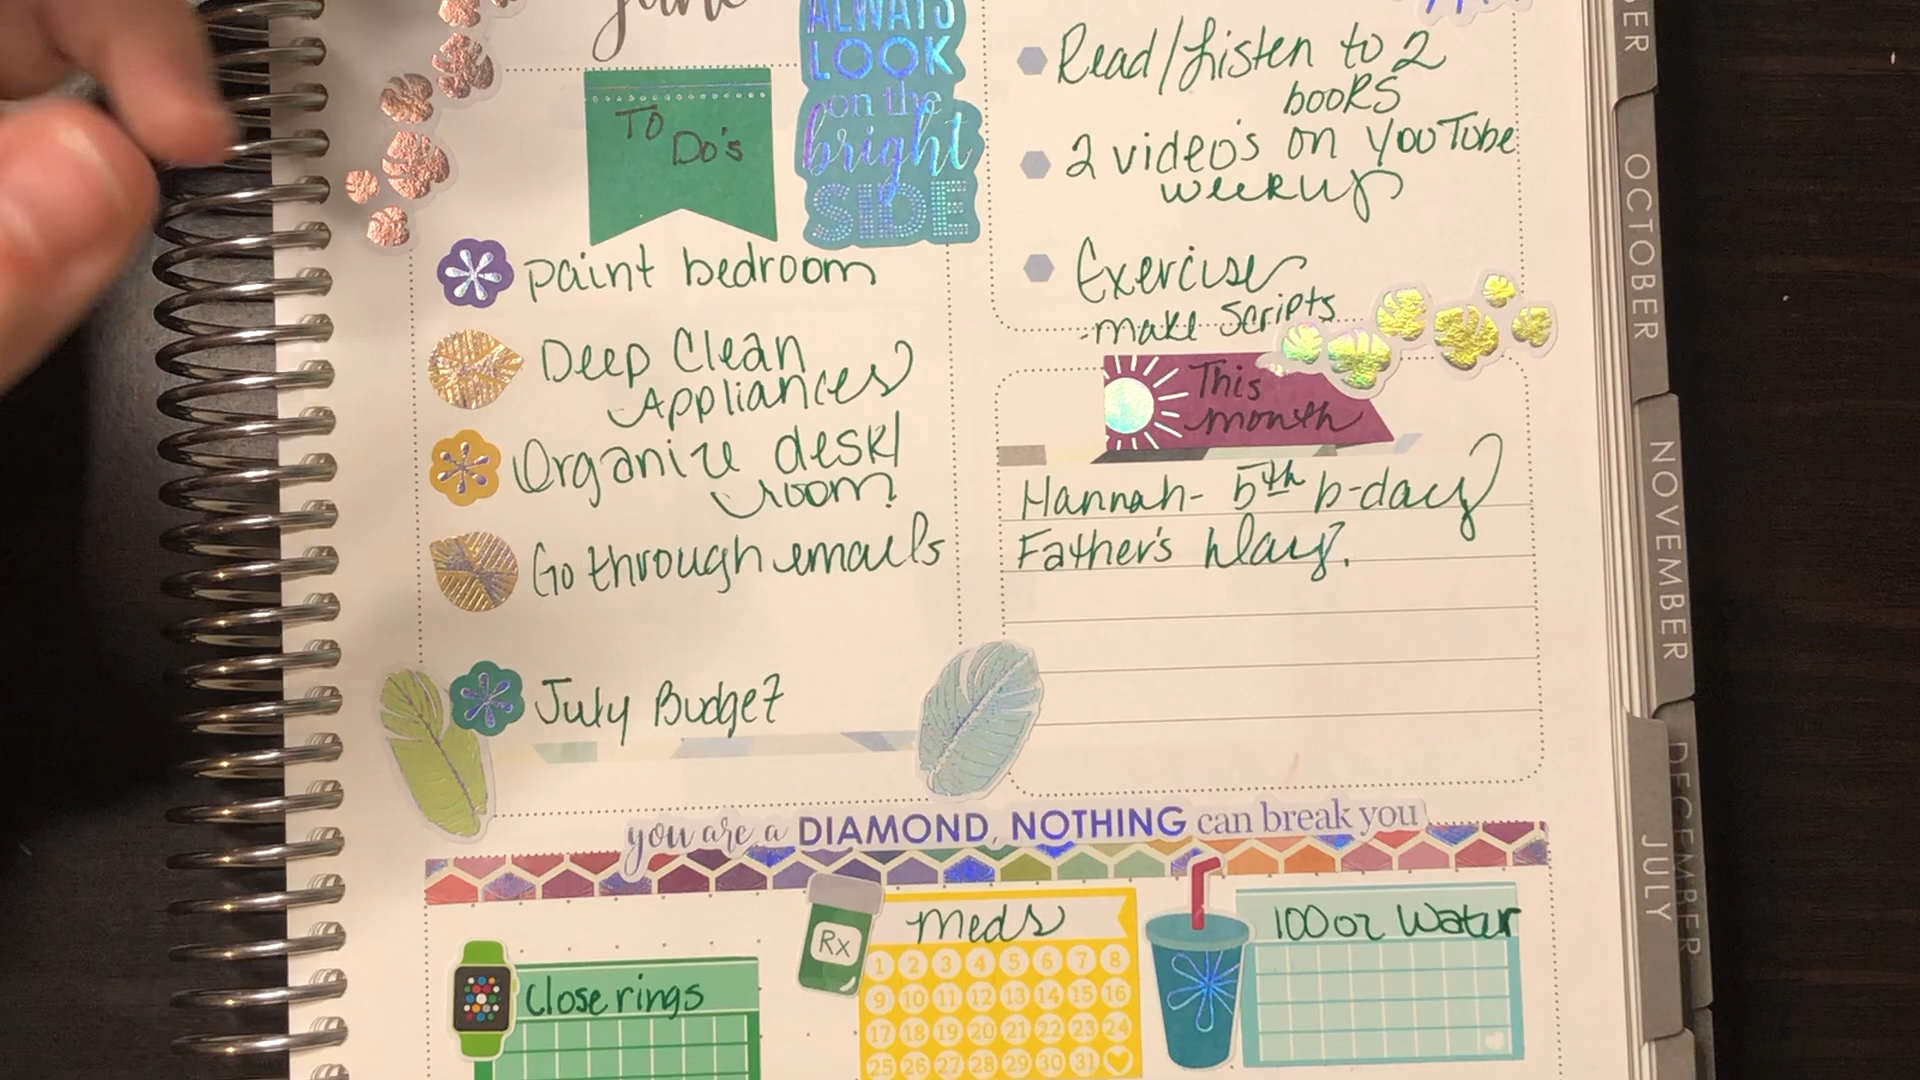 June
TO
Do's
ALWAYS
LOOK
on the
bright
SIDE
paint bedroom
Deep Clean
Appliances
Organize desk/
room
Go through emails
July Budget
Read/Listen to 2
books
2 video's on YouTube
weekly
Exercise
-make scripts
This
month
Hannah- 5th b-day
Father's Day.
you are a DIAMOND, NOTHING can break you
Close rings
Rx
Meds
1 2 3 4 5 6 7 8
9 10 11 12 13 14 15 16
17 18 19 20 21 22 23 24
25 26 27 28 29 30 31
100oz Water
BER
OCTOBER
NOVEMBER
DECEMBER
JULY